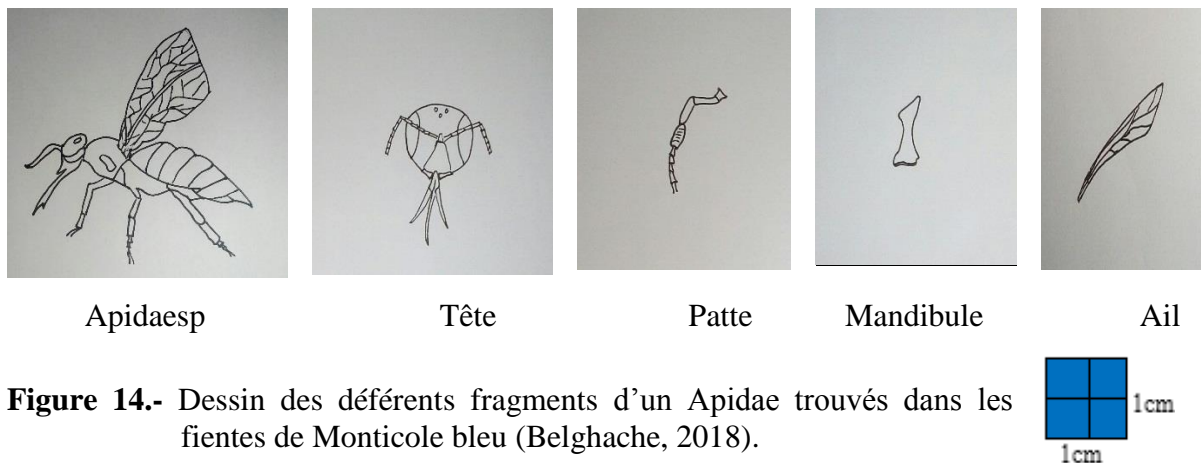 Apidaesp Tête Patte Mandibule Ail
Figure 14.- Dessin des déférents fragments d’un Apidae trouvés dans les
fientes de Monticole bleu (Belghache, 2018).
1cm
1cm